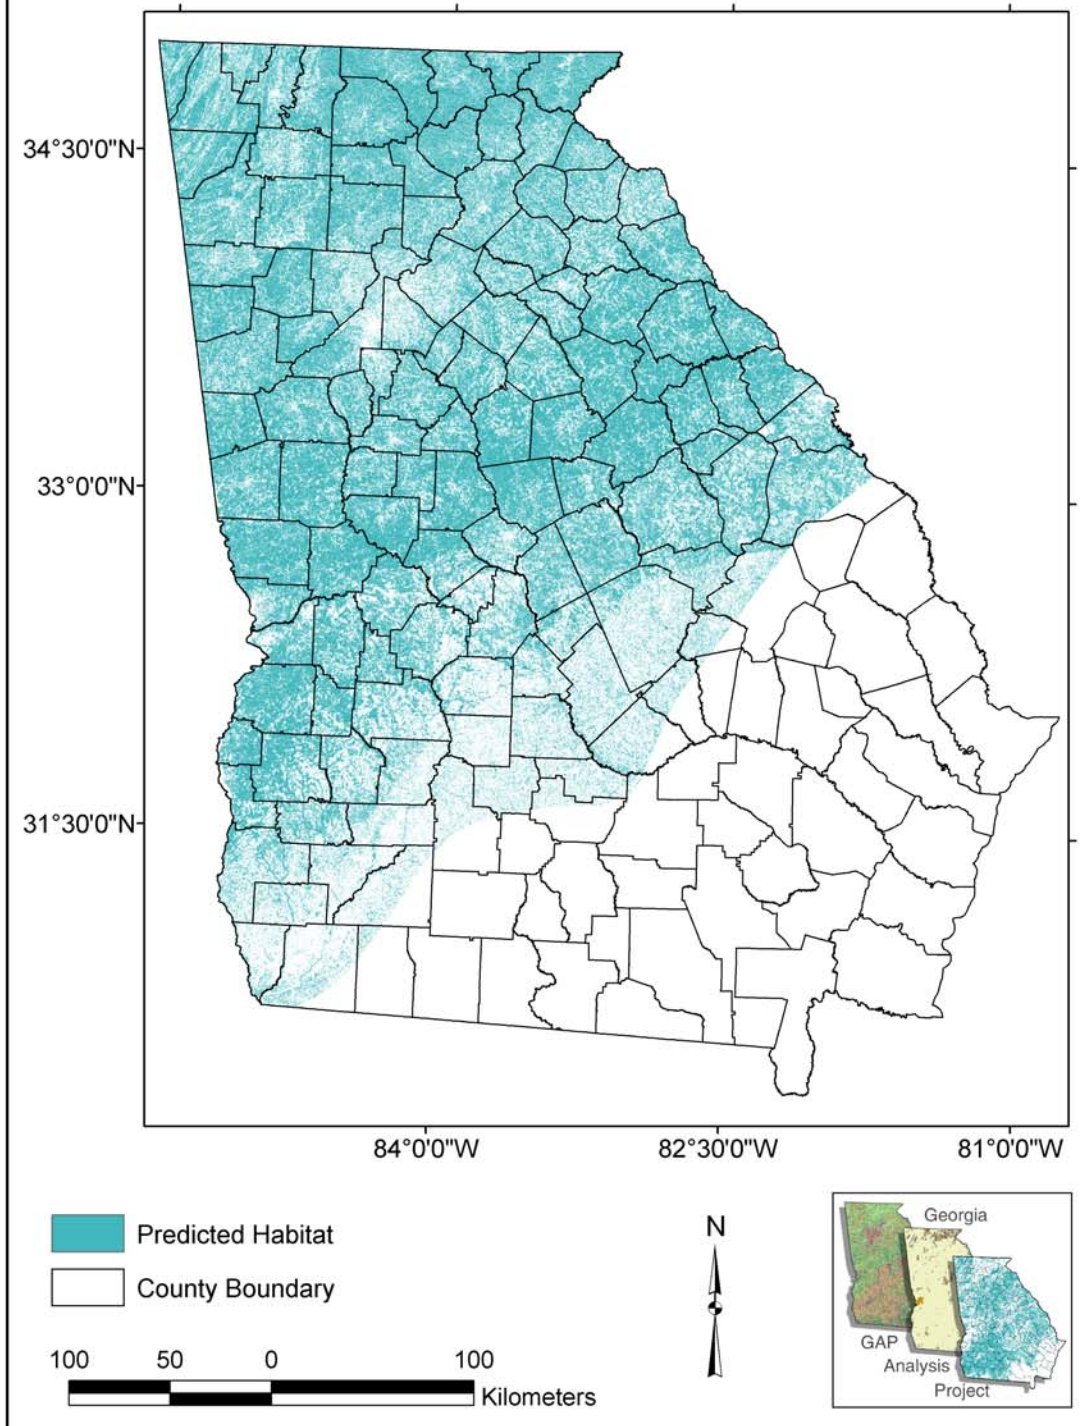 34°30'0"N
33°0'0"N
31°30'0"N
84°0'0"W
82°30'0"W
81°0'0"W
Predicted Habitat
County Boundary
100 50 0 100
Kilometers
N
Georgia
GAP
Analysis
Project